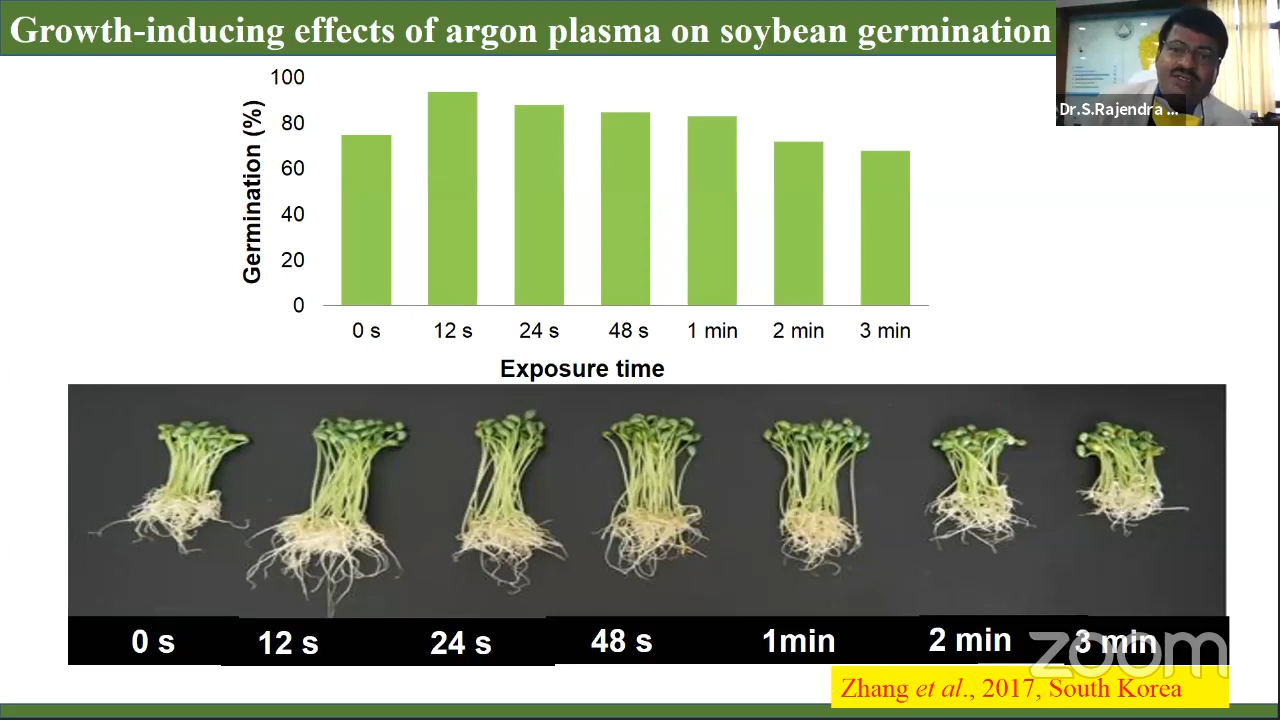 Growth-inducing effects of argon plasma on soybean germination
Dr.S.Rajendra ...
100
80
60
40
20
0
Germination (%)
0 s 12 s 24 s 48 s 1 min 2 min 3 min
Exposure time
0 s 12 s 24 s 48 s 1min 2 min 3 min
zoom
Zhang et al., 2017, South Korea